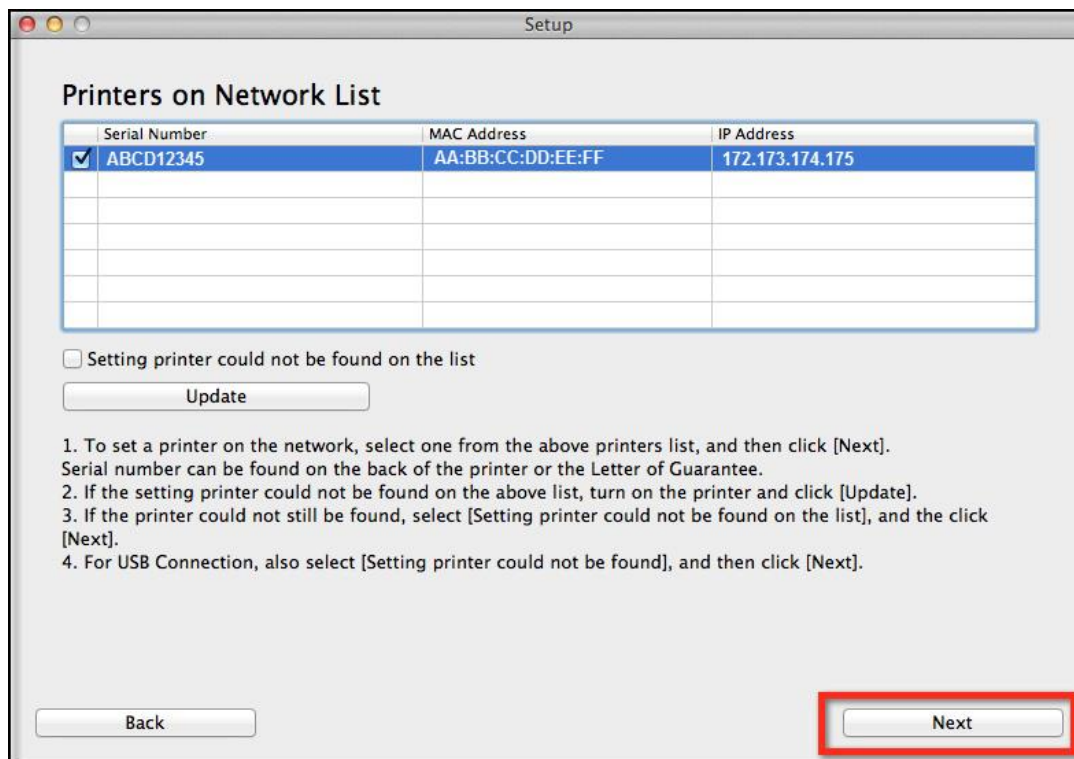 Setup
Printers on Network List
Serial Number MAC Address IP Address
ABCD12345 AA:BB:CC:DD:EE:FF 172.173.174.175
Setting printer could not be found on the list
Update
1. To set a printer on the network, select one from the above printers list, and then click [Next].
Serial number can be found on the back of the printer or the Letter of Guarantee.
2. If the setting printer could not be found on the above list, turn on the printer and click [Update].
3. If the printer could not still be found, select [Setting printer could not be found on the list], and the click
[Next].
4. For USB Connection, also select [Setting printer could not be found], and then click [Next].
Back Next